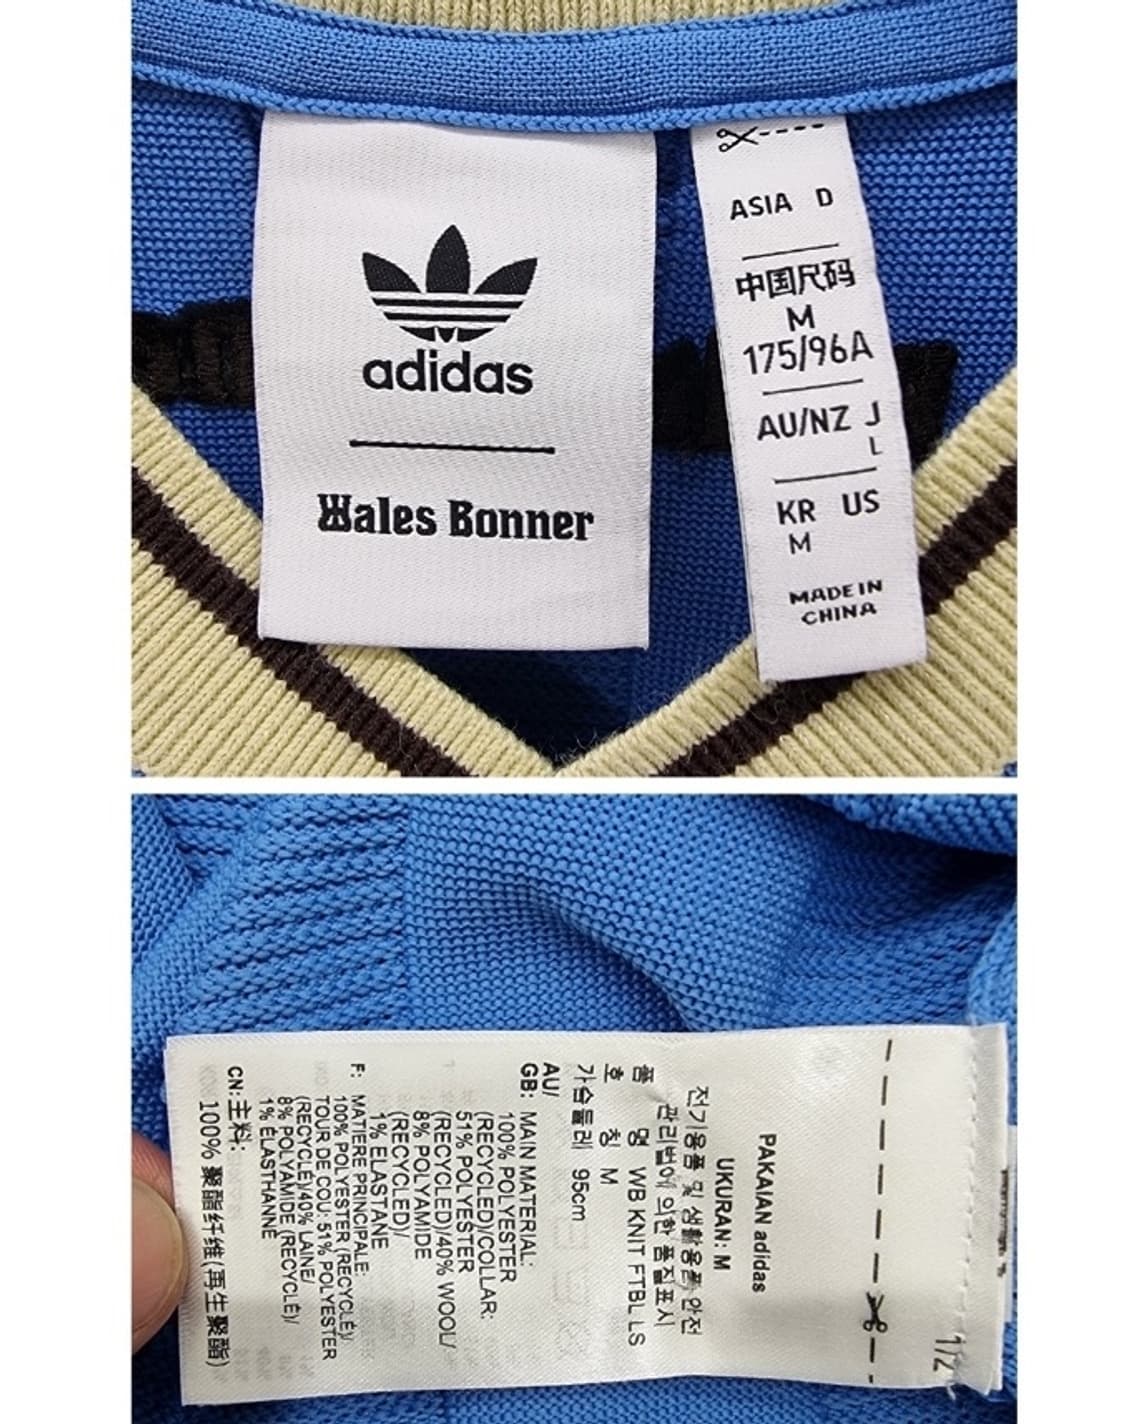 adidas
Wales Bonner
ASIA D
中国尺码
M
175/96A
AU/NZ J
L
KR US
M
MADE IN
CHINA
1/2
PAKAIAN adidas
UKURAN: M
전기용품 및 생활용품 안전
관리법에 의한 품질표시
품 명 WB KNIT FTBL LS
호 칭 M
가슴둘레 95cm
AU/
GB: MAIN MATERIAL:
100% POLYESTER
(RECYCLED)/COLLAR:
51% POLYESTER
(RECYCLED)/40% WOOL/
8% POLYAMIDE
(RECYCLED)/
1% ELASTANE
F: MATIERE PRINCIPALE:
100% POLYESTER (RECYCLÉ)/
TOUR DE COU: 51% POLYESTER
(RECYCLÉ)/40% LAINE/
8% POLYAMIDE (RECYCLÉ)/
1% ÉLASTHANNE
CN: 主料:
100% 聚酯纤维(再生聚酯)